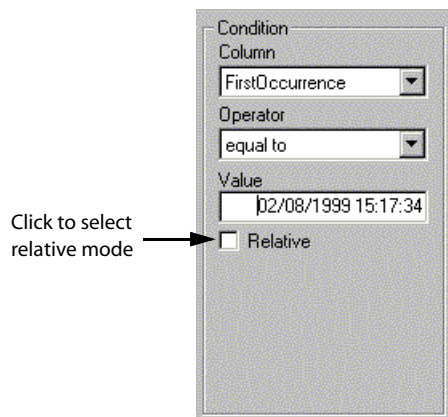 Condition
Column
FirstOccurrence
Operator
equal to
Value
02/08/1999 15:17:34
Click to select
relative mode
Relative